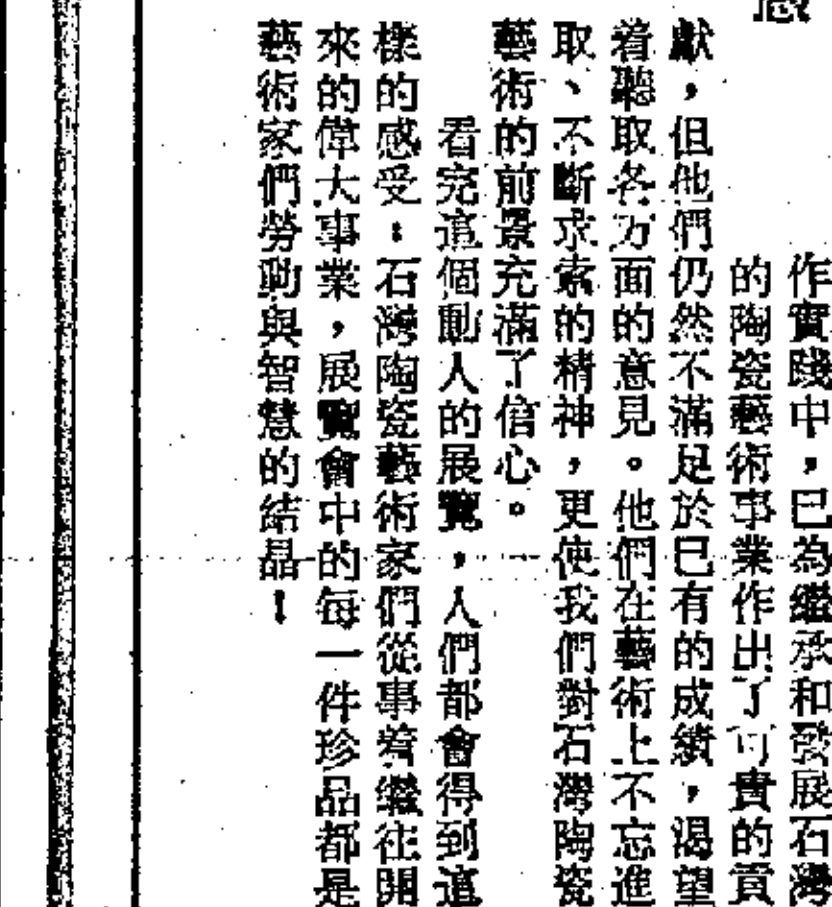 感
作實踐中，已為繼承和發展石灣
的陶瓷藝術事業作出了可貴的貢
獻，但他們仍然不滿足於已有的成績，渴望
着聽取各方面的意見。他們在藝術上不忘進
取、不斷求索的精神，更使我們對石灣陶瓷
藝術的前景充滿了信心。
看完這個動人的展覽，人們都會得到這
樣的感受：石灣陶瓷藝術家們從事着繼往開
來的偉大事業，展覽會中的每一件珍品都是
藝術家們勞動與智慧的結晶！